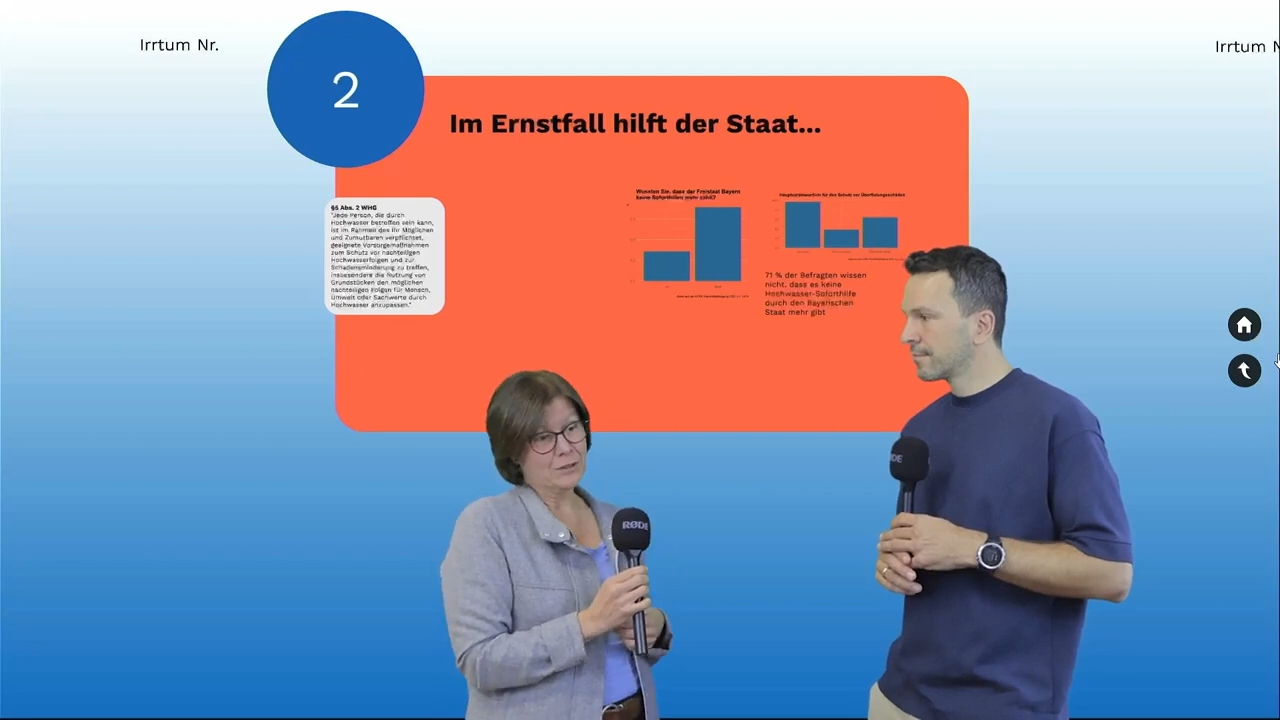 Irrtum Nr.
Irrtum N
2
Im Ernstfall hilft der Staat...
§5 Abs. 2 WHG
"Jede Person, die durch
Hochwasser betroffen sein kann,
ist im Rahmen des ihr Möglichen
und Zumutbaren verpflichtet,
geeignete Vorsorgemaßnahmen
zum Schutz vor nachteiligen
Hochwasserfolgen und zur
Schadensminderung zu treffen,
insbesondere die Nutzung von
Grundstücken den möglichen
nachteiligen Folgen für Mensch,
Umwelt oder Sachwerte durch
Hochwasser anzupassen."
Wussten Sie, dass der Freistaat Bayern
keine Soforthilfen mehr zahlt?
71 % der Befragten wissen
nicht, dass es keine
Hochwasser-Soforthilfe
durch den Bayerischen
Staat mehr gibt
RØDE